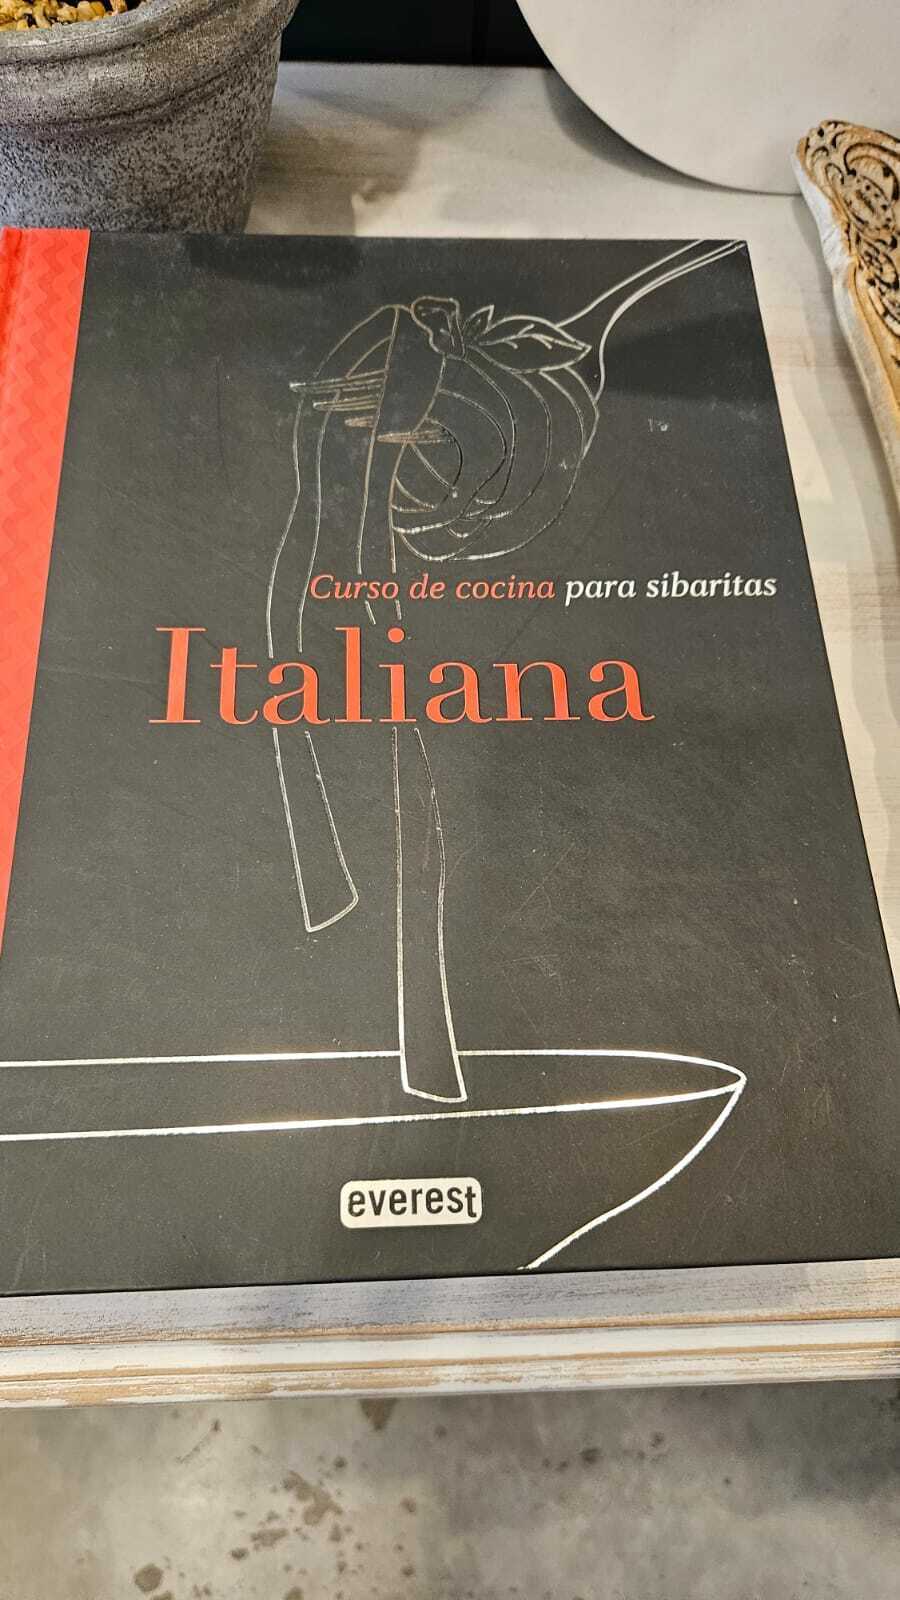 Curso de cocina para sibaritas
Italiana
everest